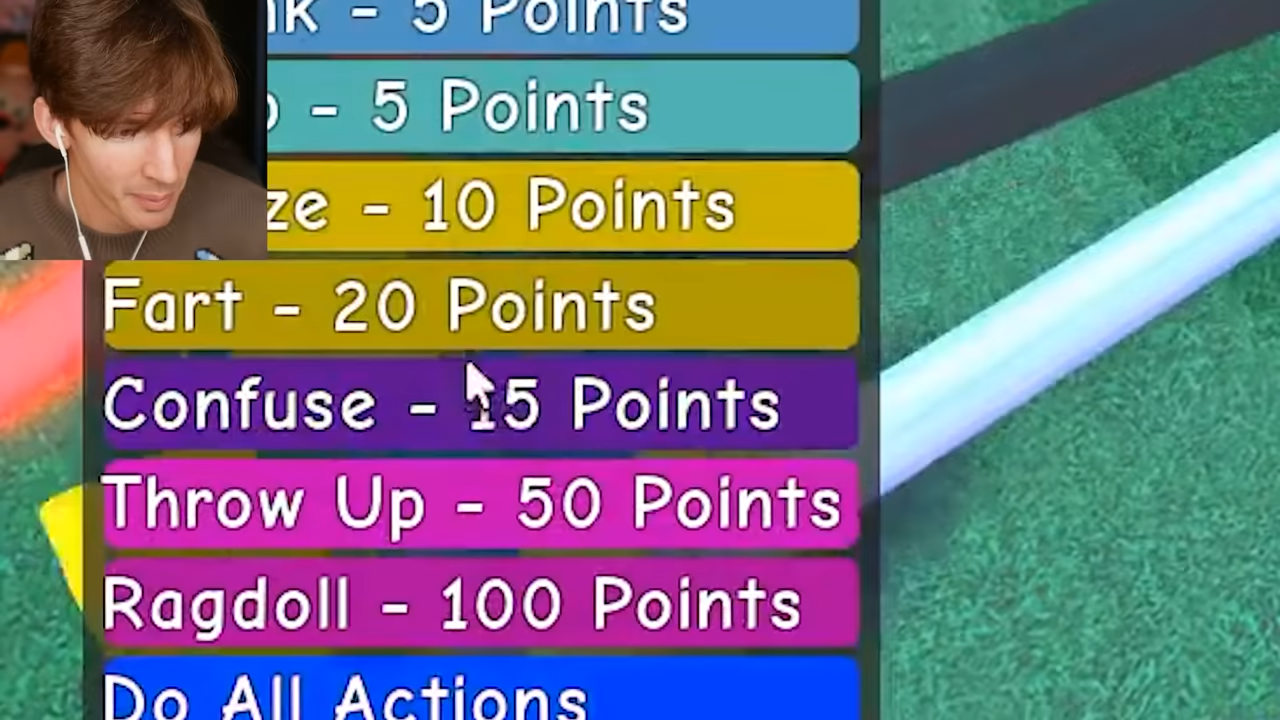 - 5 Points
- 5 Points
- 10 Points
Fart - 20 Points
Confuse - 15 Points
Throw Up - 50 Points
Ragdoll - 100 Points
Do All Actions